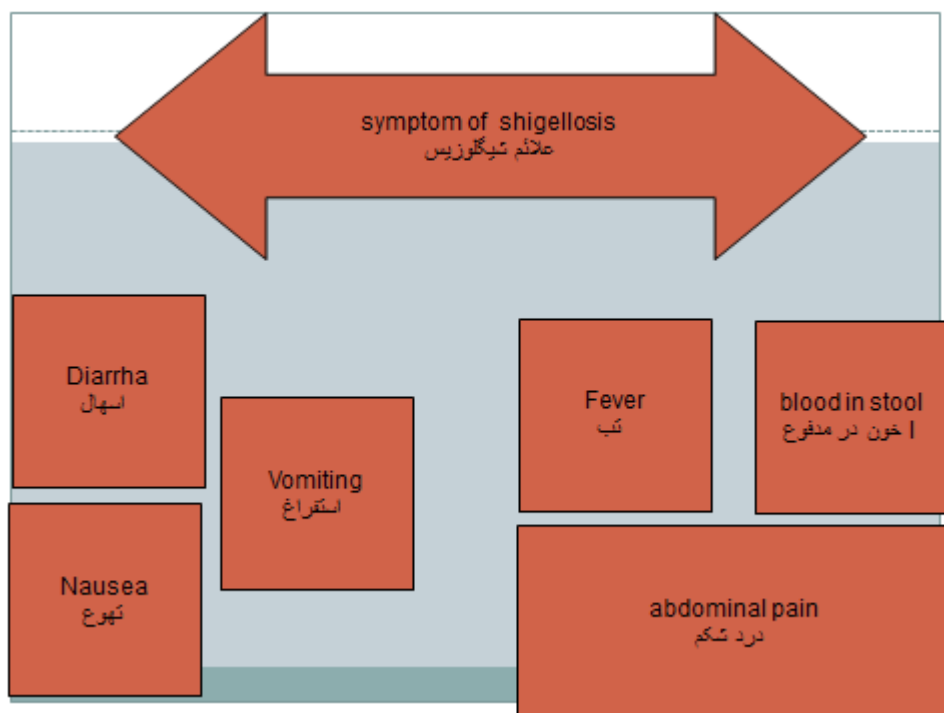 symptom of shigellosis
علائم شیگلوزیس
Diarrha
اسهال
Vomiting
استفراغ
Nausea
تهوع
Fever
تب
blood in stool
ا خون در مدفوع
abdominal pain
درد شکم